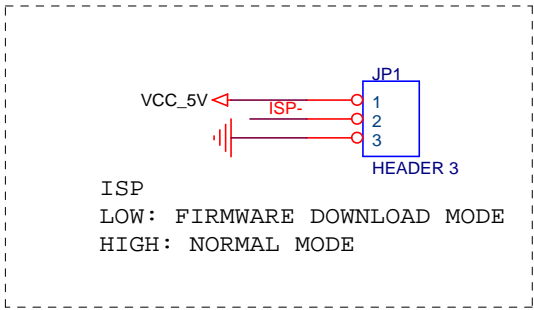 JP1
VCC_5V
1
ISP-
2
3
HEADER 3
ISP
LOW: FIRMWARE DOWNLOAD MODE
HIGH: NORMAL MODE